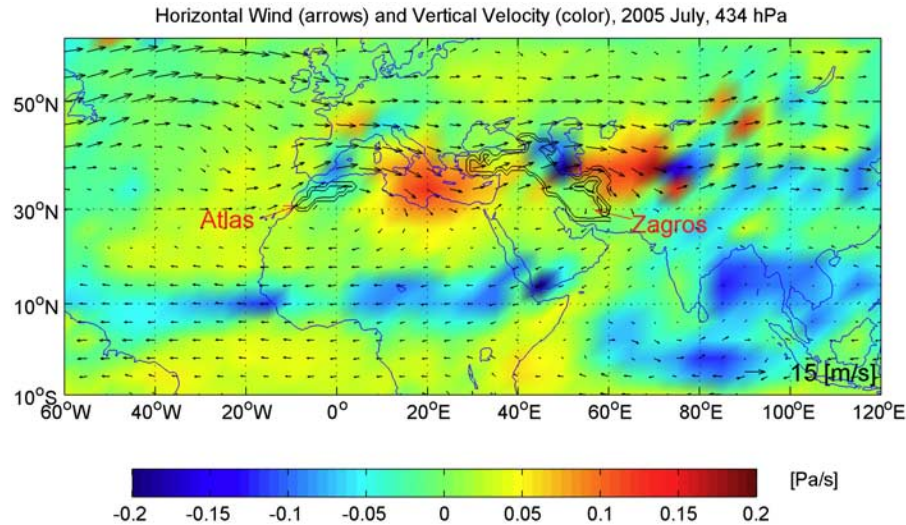 Horizontal Wind (arrows) and Vertical Velocity (color), 2005 July, 434 hPa
50°N
30°N
10°N
10°S
Atlas
Zagros
15 [m/s]
60°W 40°W 20°W 0° 20°E 40°E 60°E 80°E 100°E 120°E
-0.2 -0.15 -0.1 -0.05 0 0.05 0.1 0.15 0.2
[Pa/s]